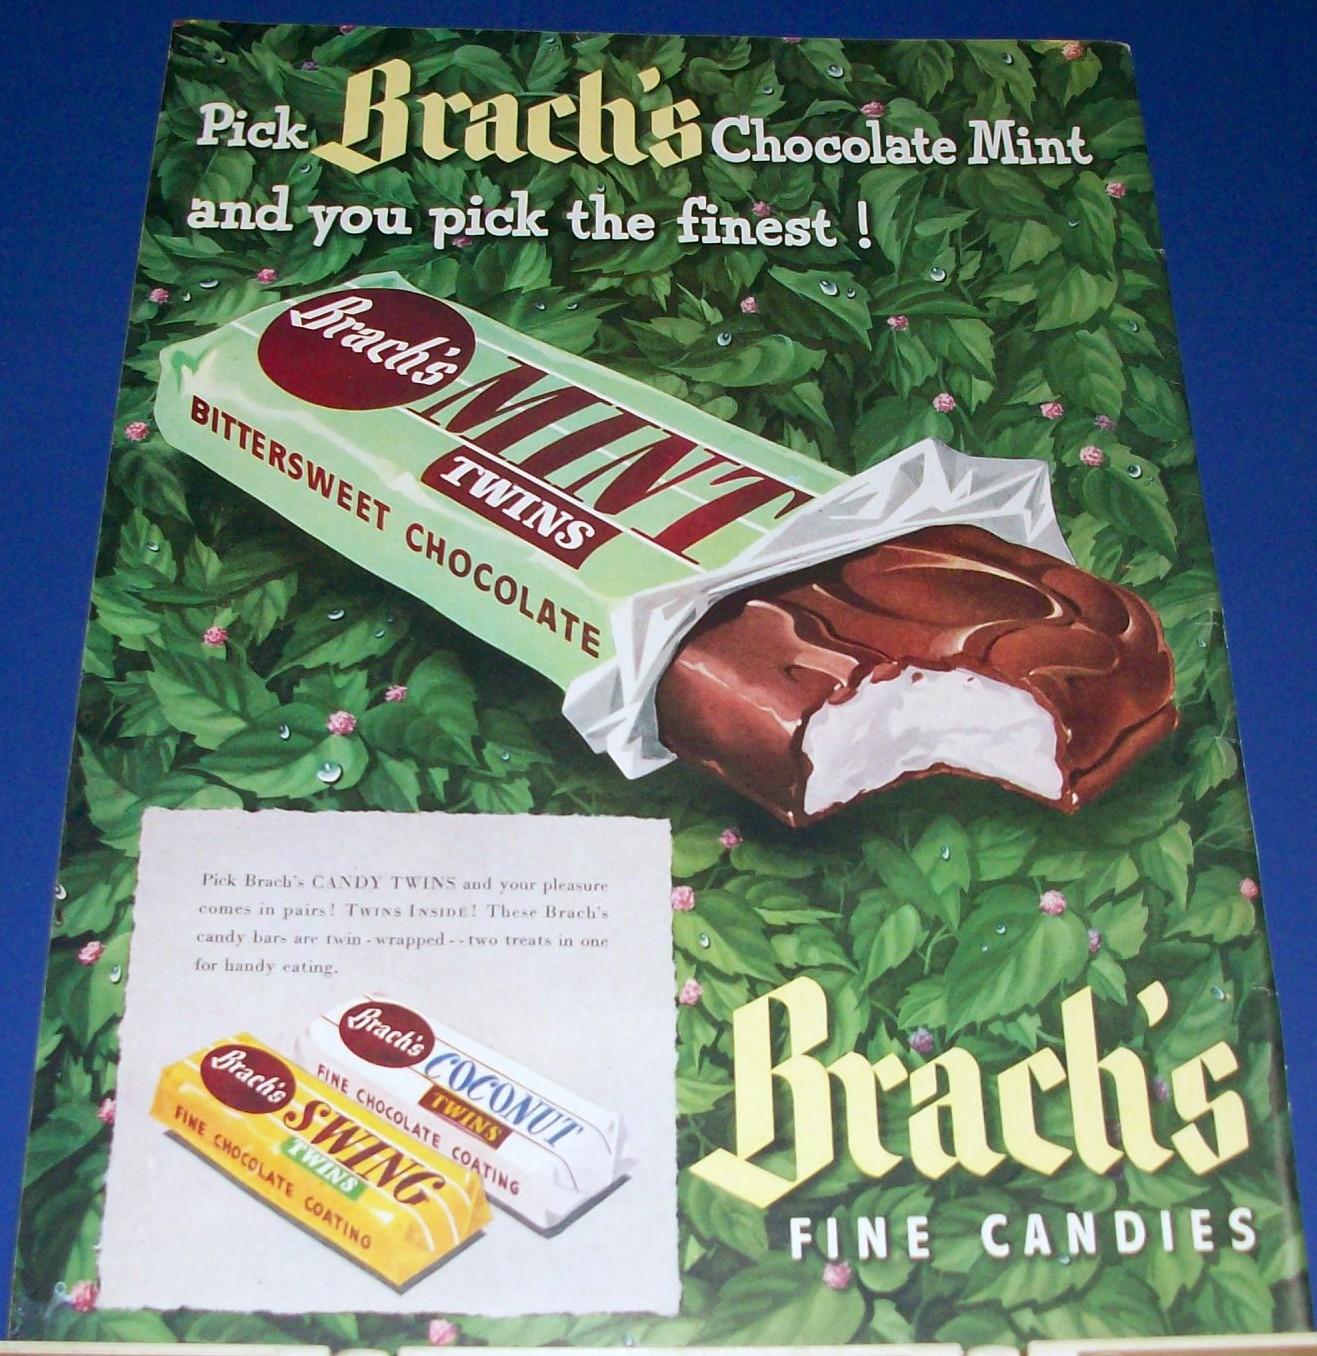 Pick Brach's Chocolate Mint
and you pick the finest !
Brach's
MINT
TWINS
BITTERSWEET CHOCOLATE
Pick Brach's CANDY TWINS and your pleasure
comes in pairs! TWINS INSIDE! These Brach's
candy bars are twin-wrapped--two treats in one
for handy eating.
Brach's
COCONUT
TWINS
FINE CHOCOLATE COATING
Brach's
SWING
TWINS
FINE CHOCOLATE COATING
Brach's
FINE CANDIES